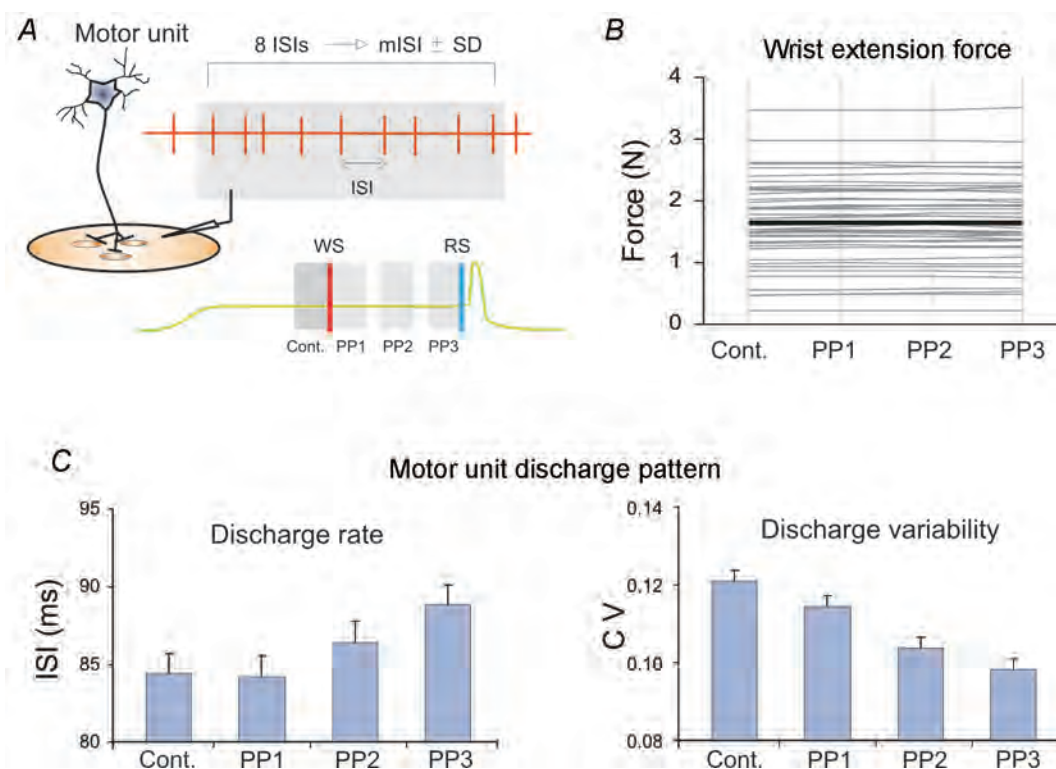 A
Motor unit
8 ISIs → mISI ± SD
ISI
WS
RS
Cont.
PP1
PP2
PP3
B
Wrist extension force
Force (N)
4
3
2
1
0
Cont.
PP1
PP2
PP3
C
Motor unit discharge pattern
Discharge rate
ISI (ms)
95
90
85
80
Cont.
PP1
PP2
PP3
Discharge variability
C V
0.14
0.12
0.10
0.08
Cont.
PP1
PP2
PP3